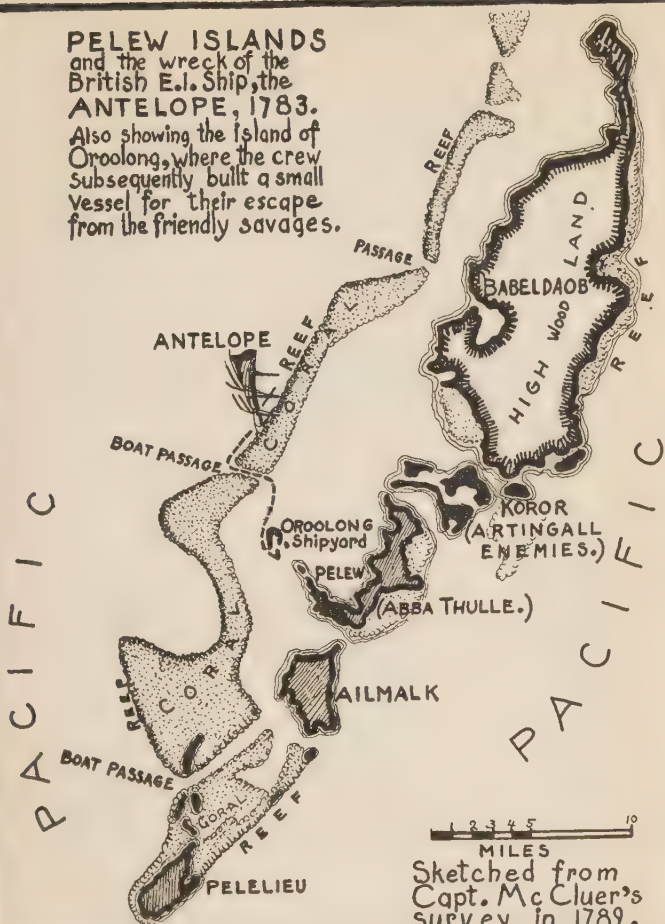 PELEW ISLANDS
and the wreck of the
British E.I. Ship, the
ANTELOPE, 1783.
Also showing the island of
Oroolong, where the crew
Subsequently built a small
Vessel for their escape
from the friendly savages.
REEF
PASSAGE
BABELDAOB
HIGH WOOD LAND
REEF
ANTELOPE
CORAL
REEF
BOAT PASSAGE
KOROR
(ARTINGALL
ENEMIES.)
OROOLONG
Shipyard
PELEW
(ABBA THULLE.)
PACIFIC
PACIFIC
CORAL
REEF
AILMALK
BOAT PASSAGE
CORAL
REEF
PELELIEU
1 2 3 4 5 10
MILES
Sketched from
Capt. McCluer's
survey in 1789.